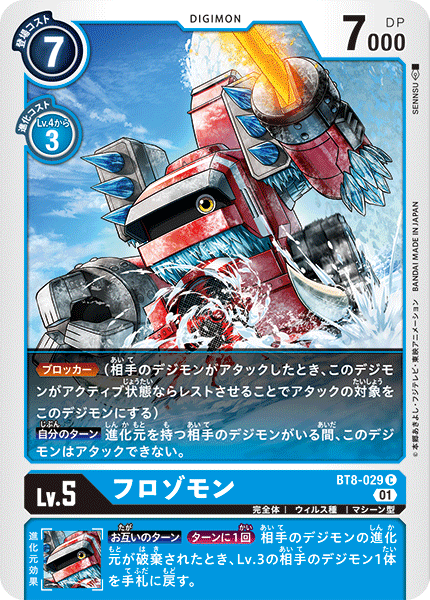 DIGIMON
登場コスト
7
DP
7000
進化コスト
Lv.4から
3
SENNSU
©本郷あきよし・フジテレビ・東映アニメーション BANDAI MADE IN JAPAN
ブロッカー (相手のデジモンがアタックしたとき、このデジモ
ンがアクティブ状態ならレストさせることでアタックの対象を
このデジモンにする)
自分のターン 進化元を持つ相手のデジモンがいる間、このデジ
モンはアタックできない。
BT8-029 C
Lv.5 フロゾモン
01
完全体 ウィルス種 マシーン型
進化元効果
お互いのターン ターンに1回 相手のデジモンの進化
元が破棄されたとき、Lv.3の相手のデジモン1体
を手札に戻す。